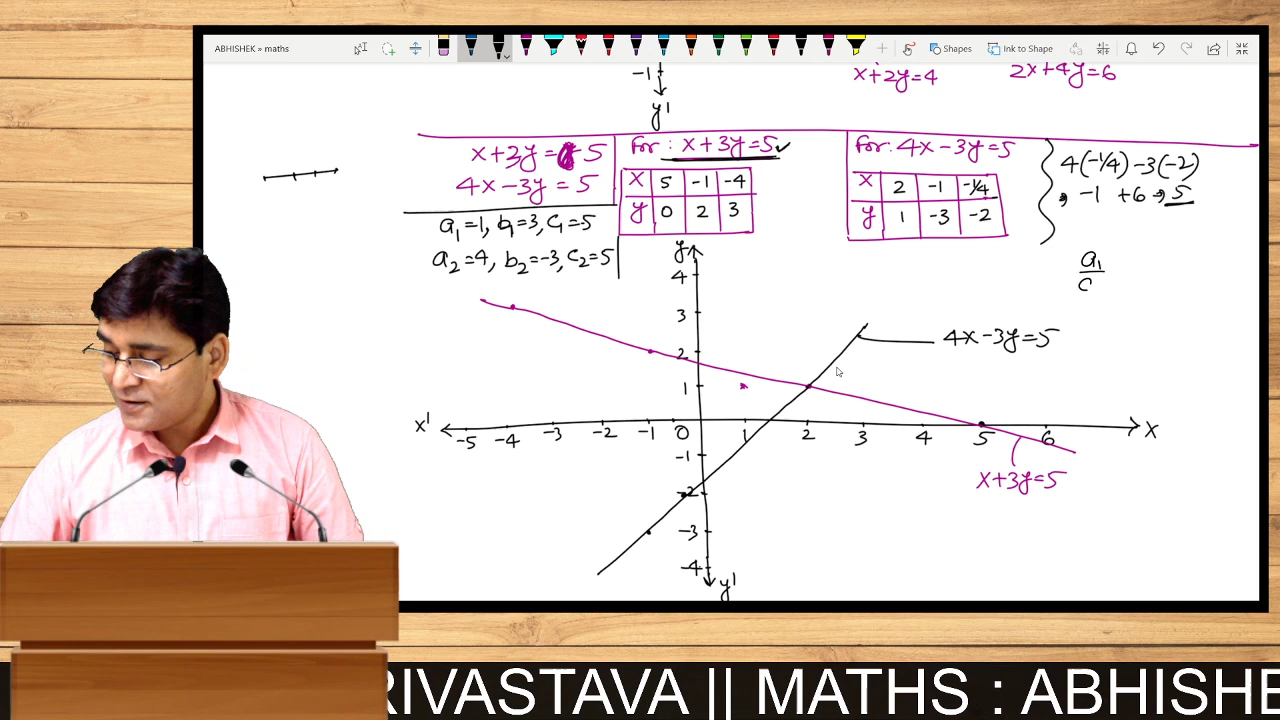 ABHISHEK » maths
Shapes
Ink to Shape
-1
y'
x+2y=4
2x+4y=6
x+2y=5
4x-3y=5
a₁=1, b₁=3, c₁=5
a₂=4, b₂=-3, c₂=5
For: x+3y=5✓
x 5 -1 -4
y 0 2 3
For: 4x-3y=5
x 2 -1 -1/4
y 1 -3 -2
4(-1/4)-3(-2)
-1 +6 → 5
a₁
y
4
3
2
1
4x-3y=5
x' -5 -4 -3 -2 -1 0 1 2 3 4 5 6 x
-1
-2
-3
-4
y'
x+3y=5
RIVASTAVA || MATHS : ABHISHE